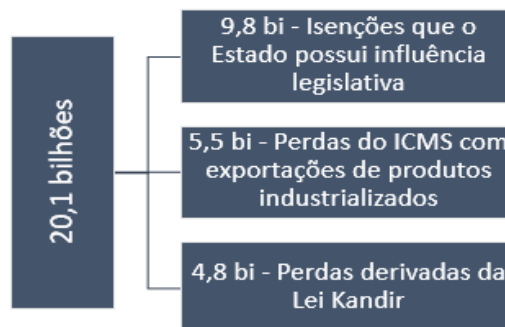 20,1 bilhões
9,8 bi - Isenções que o
Estado possui influência
legislativa
5,5 bi - Perdas do ICMS com
exportações de produtos
industrializados
4,8 bi - Perdas derivadas da
Lei Kandir